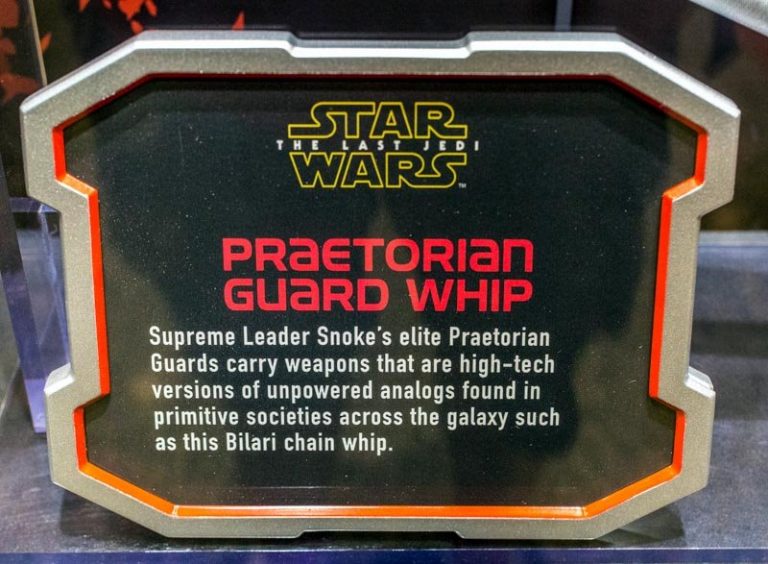 STAR
THE LAST JEDI
WARS™
PRAETORIAN
GUARD WHIP
Supreme Leader Snoke's elite Praetorian
Guards carry weapons that are high-tech
versions of unpowered analogs found in
primitive societies across the galaxy such
as this Bilari chain whip.